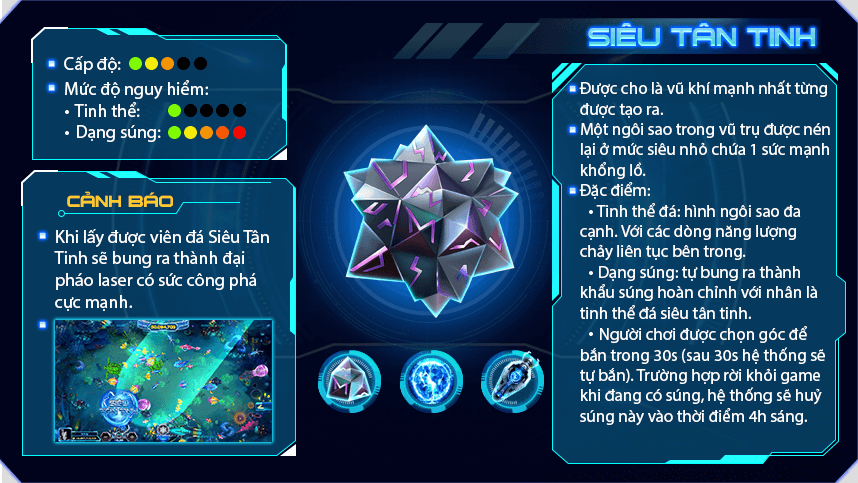 SIÊU TÂN TINH
Cấp độ:
Mức độ nguy hiểm:
• Tinh thể:
• Dạng súng:
CẢNH BÁO
Khi lấy được viên đá Siêu Tân
Tinh sẽ bung ra thành đại
pháo laser có sức công phá
cực mạnh.
Được cho là vũ khí mạnh nhất từng
được tạo ra.
Một ngôi sao trong vũ trụ được nén
lại ở mức siêu nhỏ chứa 1 sức mạnh
khổng lồ.
Đặc điểm:
• Tinh thể đá: hình ngôi sao đa
cạnh. Với các dòng năng lượng
chảy liên tục bên trong.
• Dạng súng: tự bung ra thành
khẩu súng hoàn chỉnh với nhân là
tinh thể đá siêu tân tinh.
• Người chơi được chọn góc để
bắn trong 30s (sau 30s hệ thống sẽ
tự bắn). Trường hợp rời khỏi game
khi đang có súng, hệ thống sẽ huỷ
súng này vào thời điểm 4h sáng.